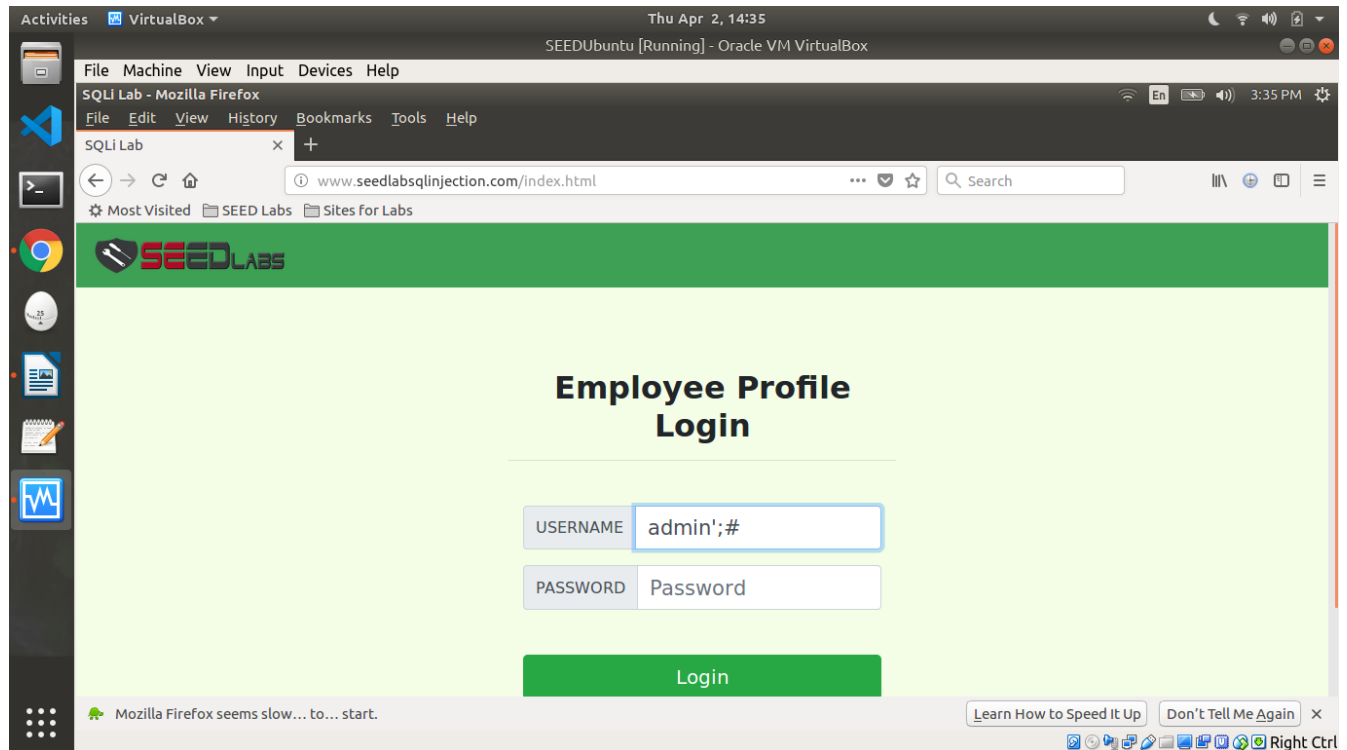 Activities VirtualBox Thu Apr 2, 14:35
SEEDUbuntu [Running] - Oracle VM VirtualBox
File Machine View Input Devices Help
SQLi Lab - Mozilla Firefox En 3:35 PM
File Edit View History Bookmarks Tools Help
SQLi Lab
www.seedlabsqlinjection.com/index.html Search
Most Visited SEED Labs Sites for Labs
SEEDLABS
Employee Profile
Login
USERNAME admin';#
PASSWORD Password
Login
Mozilla Firefox seems slow… to… start. Learn How to Speed It Up Don't Tell Me Again
Right Ctrl
25